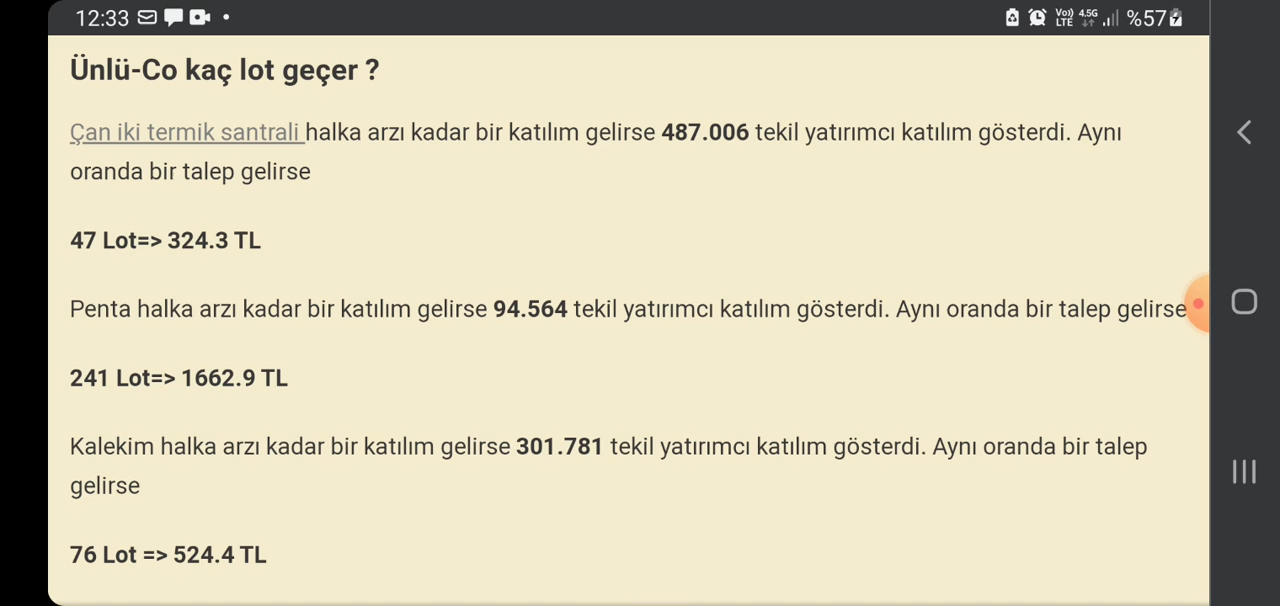 12:33
Vo)) LTE 4.5G %57
Ünlü-Co kaç lot geçer ?
Çan iki termik santrali halka arzı kadar bir katılım gelirse 487.006 tekil yatırımcı katılım gösterdi. Aynı
oranda bir talep gelirse
47 Lot=> 324.3 TL
Penta halka arzı kadar bir katılım gelirse 94.564 tekil yatırımcı katılım gösterdi. Aynı oranda bir talep gelirse
241 Lot=> 1662.9 TL
Kalekim halka arzı kadar bir katılım gelirse 301.781 tekil yatırımcı katılım gösterdi. Aynı oranda bir talep
gelirse
76 Lot => 524.4 TL